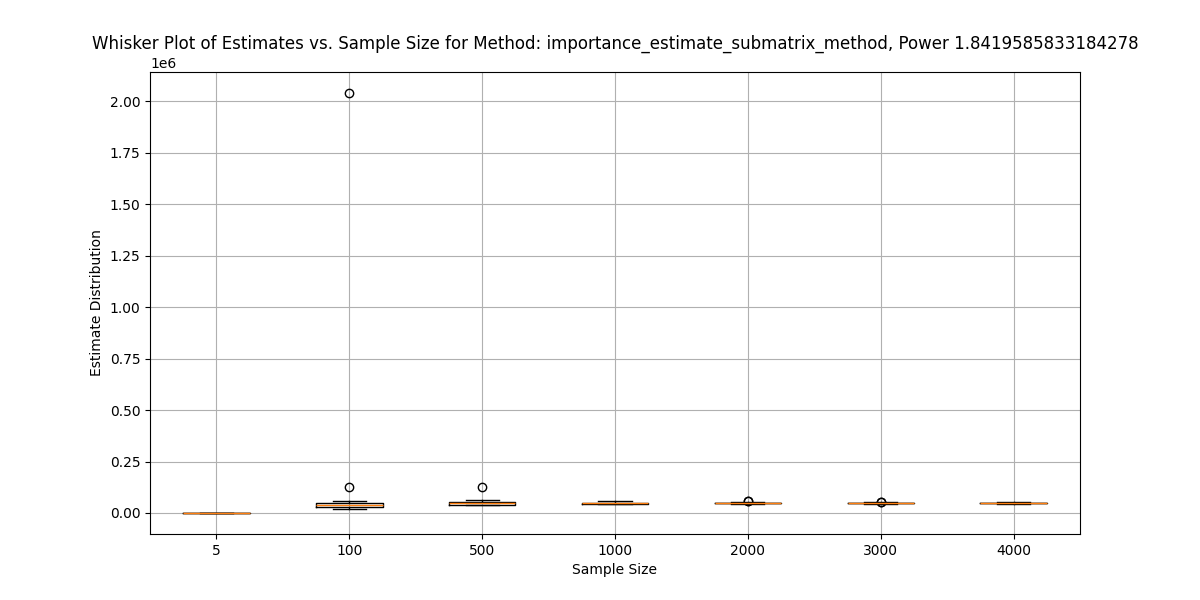 Whisker Plot of Estimates vs. Sample Size for Method: importance_estimate_submatrix_method, Power 1.8419585833184278
1e6
2.00
1.75
1.50
1.25
1.00
0.75
0.50
0.25
0.00
Estimate Distribution
5 100 500 1000 2000 3000 4000
Sample Size